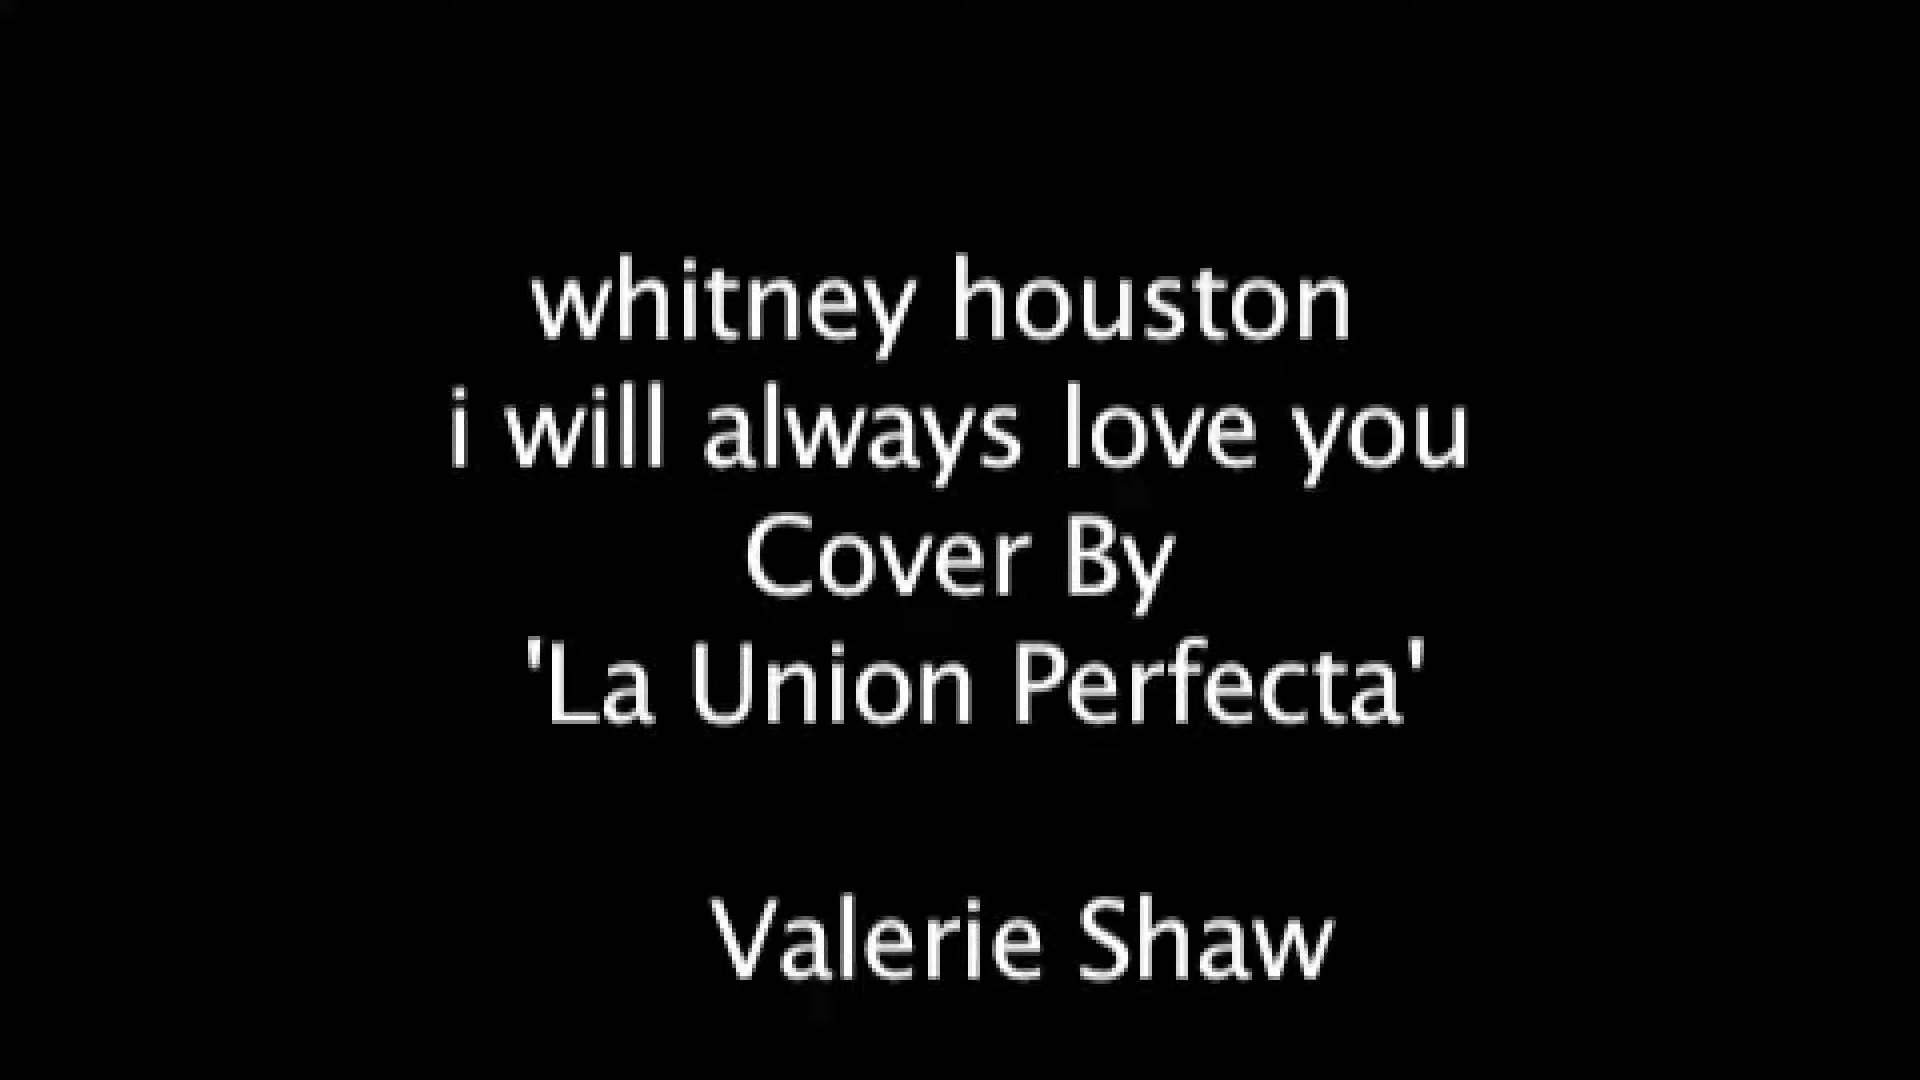 whitney houston
i will always love you
Cover By
'La Union Perfecta'
Valerie Shaw